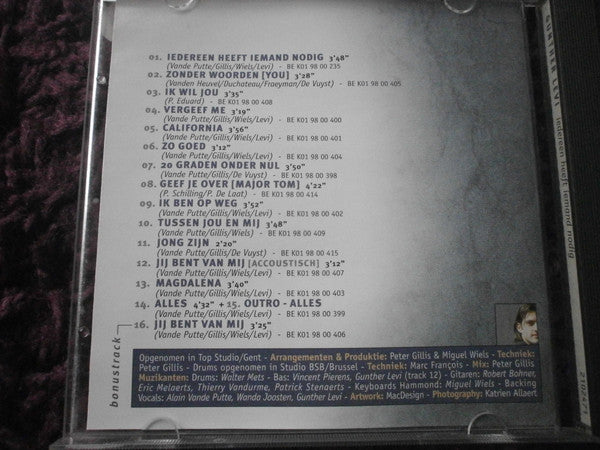 01. IEDEREEN HEEFT IEMAND NODIG 3'48"
(Vande Putte/Gillis/Wiels/Levi) - BE K01 98 00 235
02. ZONDER WOORDEN [YOU] 3'28"
(Vanden Heuvel/Duchateau/Fraeyman/De Vuyst) - BE K01 98 00 405
03. IK WIL JOU 3'35"
(P. Eduard) - BE K01 98 00 408
04. VERGEEF ME 3'19"
(Vande Putte/Gillis/Wiels/Levi) - BE K01 98 00 400
05. CALIFORNIA 3'56"
(Vande Putte/Gillis/Wiels/Levi) - BE K01 98 00 401
06. ZO GOED 3'12"
(Vande Putte/Gillis/Wiels/Levi) - BE K01 98 00 404
07. 20 GRADEN ONDER NUL 3'50"
(Vande Putte/Gillis/De Vuyst) - BE K01 98 00 398
08. GEEF JE OVER [MAJOR TOM] 4'22"
(P. Schilling/P. De Laat) - BE K01 98 00 414
09. IK BEN OP WEG 3'52"
(Vande Putte/Gillis/Wiels/Levi) - BE K01 98 00 402
10. TUSSEN JOU EN MIJ 3'48"
(Vande Putte/Gillis/Wiels) - BE K01 98 00 409
11. JONG ZIJN 2'20"
(Vande Putte/Gillis/De Vuyst) - BE K01 98 00 415
12. JIJ BENT VAN MIJ [ACCOUSTISCH] 3'12"
(Vande Putte/Gillis/Wiels/Levi) - BE K01 98 00 407
13. MAGDALENA 3'40"
(Vande Putte/Gillis/Wiels/Levi) - BE K01 98 00 403
14. ALLES 4'32" + 15. OUTRO - ALLES
(Vande Putte/Gillis/Wiels/Levi) - BE K01 98 00 399
16. JIJ BENT VAN MIJ 3'25"
(Vande Putte/Gillis/Wiels/Levi) - BE K01 98 00 406
bonustrack
Opgenomen in Top Studio/Gent - Arrangementen & Produktie: Peter Gillis & Miguel Wiels - Techniek:
Peter Gillis - Drums opgenomen in Studio BSB/Brussel - Techniek: Marc François - Mix: Peter Gillis
Muzikanten: Drums: Walter Mets - Bas: Vincent Pierens, Gunther Levi (track 12) - Gitaren: Robert Bohner,
Eric Melaerts, Thierry Vandurme, Patrick Stenaerts - Keyboards Hammond: Miguel Wiels - Backing
Vocals: Alain Vande Putte, Wanda Joosten, Gunther Levi - Artwork: MacDesign - Photography: Katrien Allaert
GUNTHER LEVI iedereen heeft iemand nodig